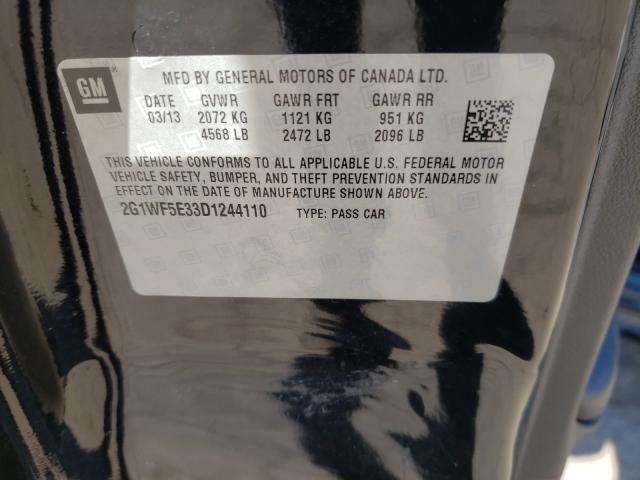 GM
MFD BY GENERAL MOTORS OF CANADA LTD.
DATE GVWR GAWR FRT GAWR RR
03/13 2072 KG 1121 KG 951 KG
4568 LB 2472 LB 2096 LB
THIS VEHICLE CONFORMS TO ALL APPLICABLE U.S. FEDERAL MOTOR
VEHICLE SAFETY, BUMPER, AND THEFT PREVENTION STANDARDS IN
EFFECT ON THE DATE OF MANUFACTURE SHOWN ABOVE.
2G1WF5E33D1244110 TYPE: PASS CAR